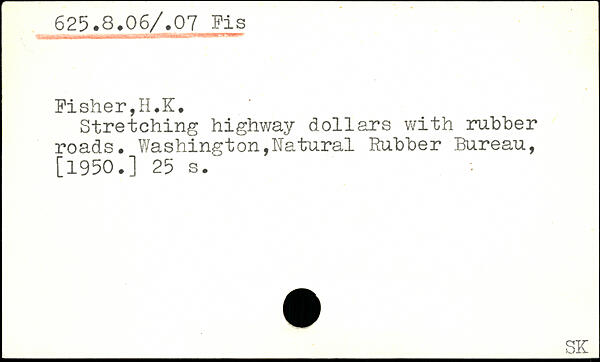 625.8.06/.07 Fis
Fisher,H.K.
Stretching highway dollars with rubber
roads. Washington,Natural Rubber Bureau,
[1950.] 25 s.
SK